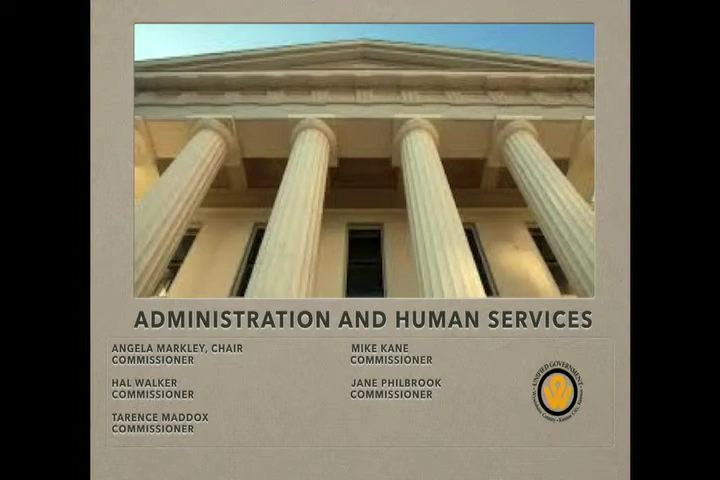 ADMINISTRATION AND HUMAN SERVICES
ANGELA MARKLEY, CHAIR
COMMISSIONER
HAL WALKER
COMMISSIONER
TARENCE MADDOX
COMMISSIONER
MIKE KANE
COMMISSIONER
JANE PHILBROOK
COMMISSIONER
UNIFIED GOVERNMENT